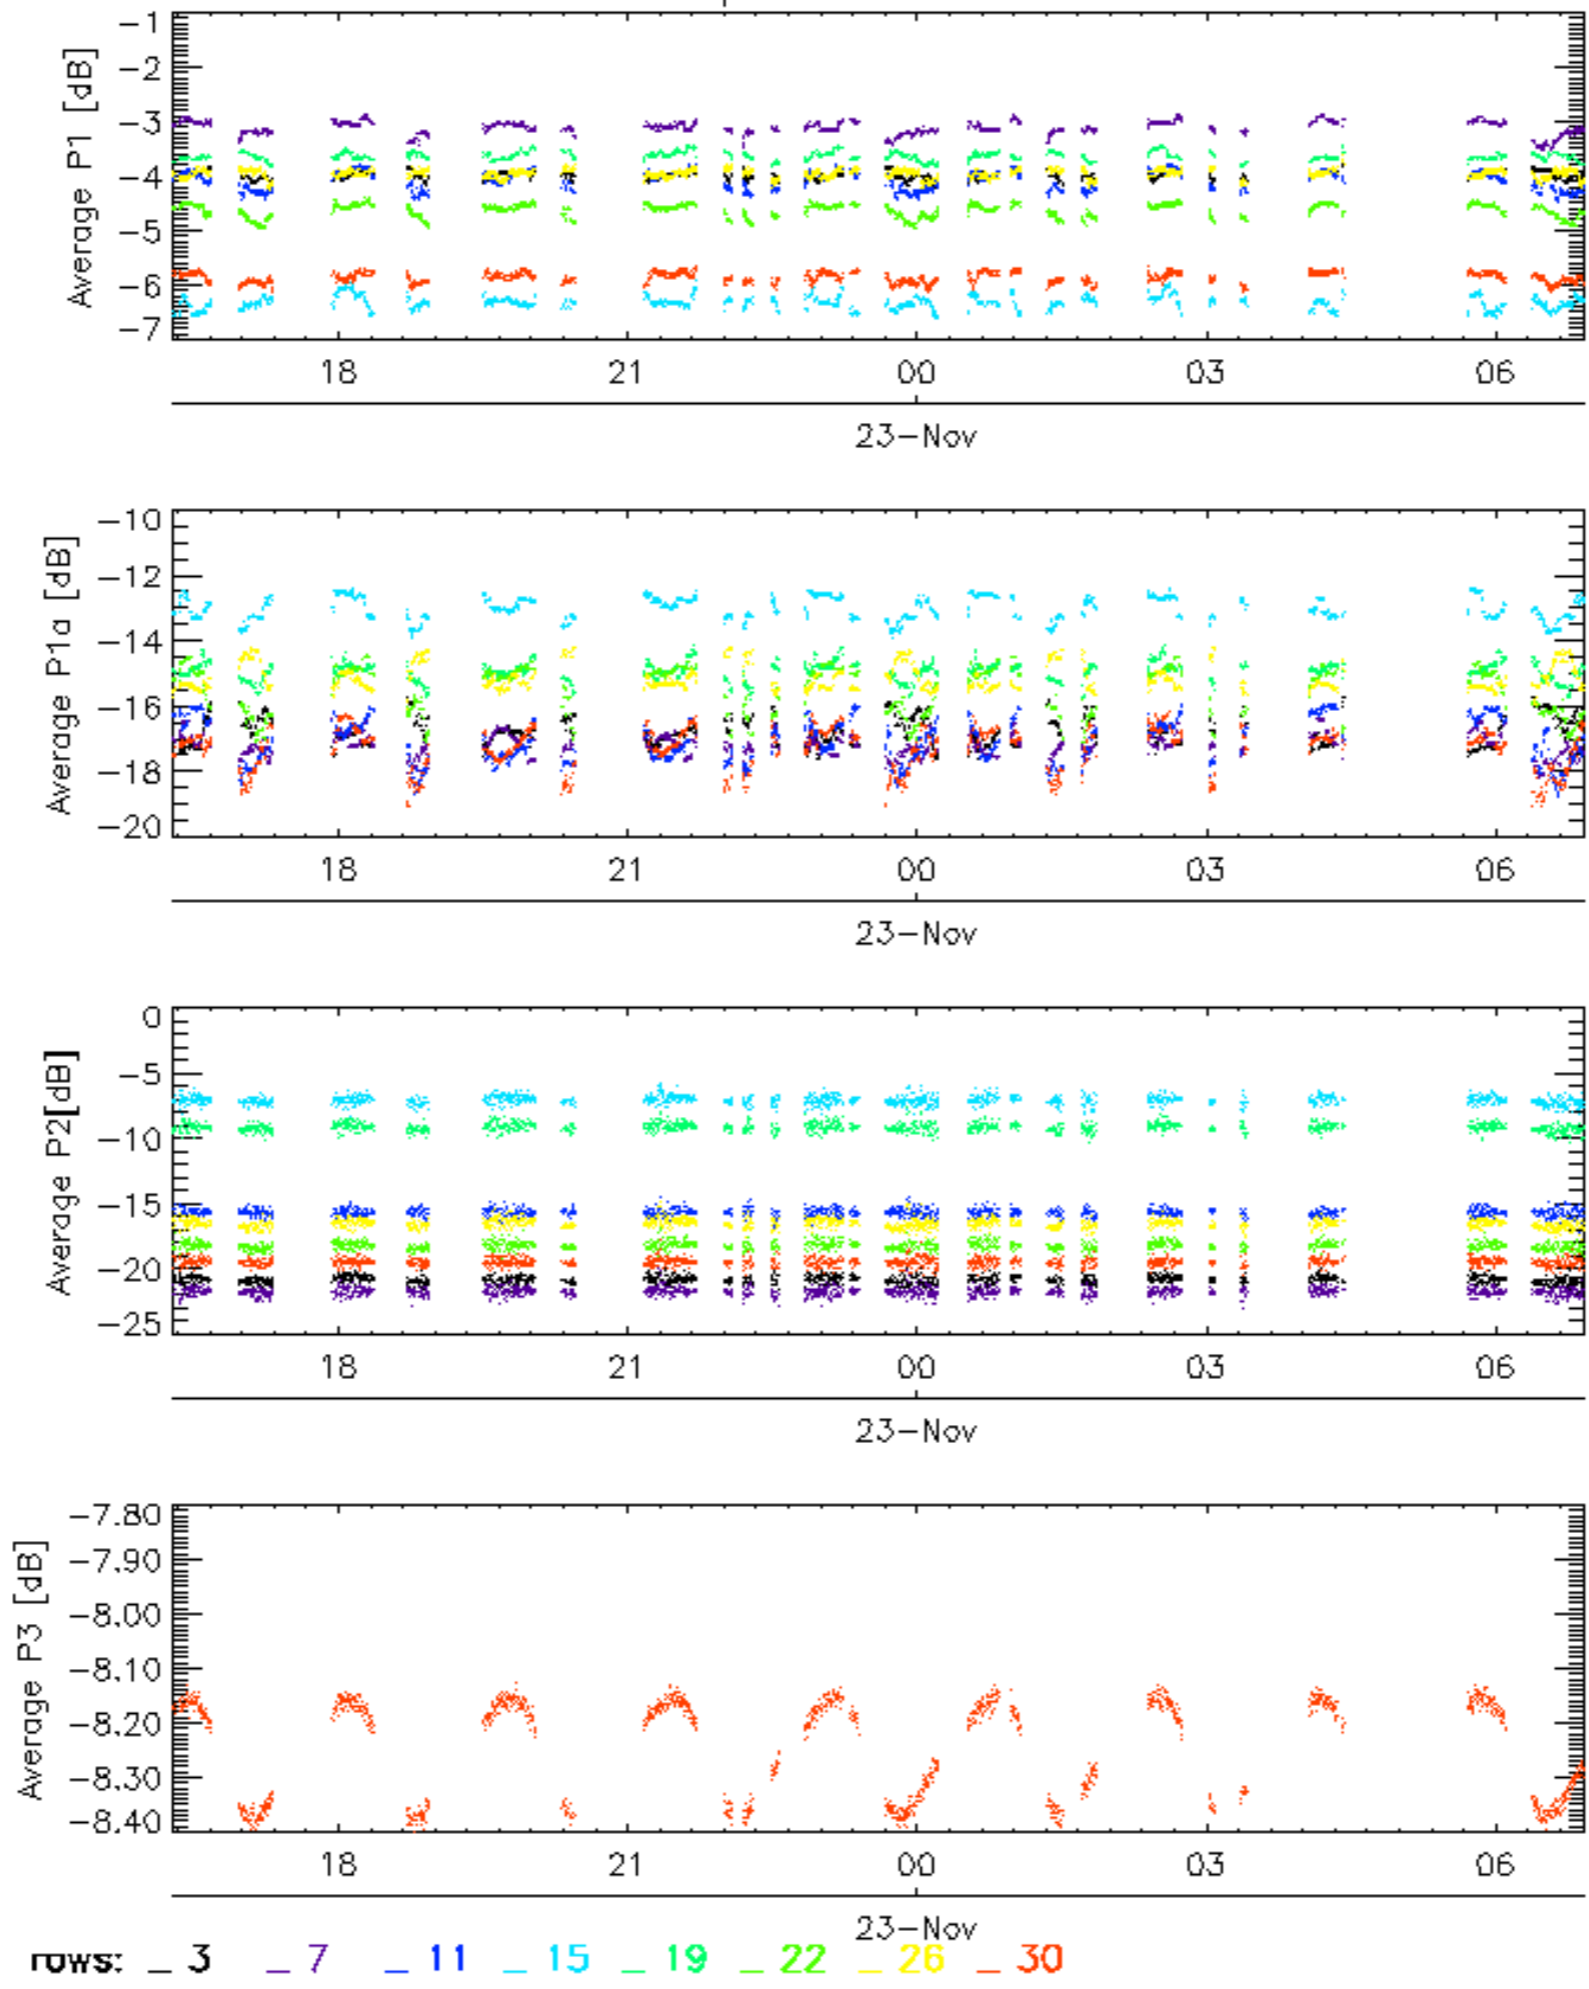 Average P1 [dB]
−1
−2
−3
−4
−5
−6
−7
18 21 00 03 06
23−Nov
Average P1a [dB]
−10
−12
−14
−16
−18
−20
18 21 00 03 06
23−Nov
Average P2[dB]
0
−5
−10
−15
−20
−25
18 21 00 03 06
23−Nov
Average P3 [dB]
−7.80
−7.90
−8.00
−8.10
−8.20
−8.30
−8.40
18 21 00 03 06
23−Nov
rows: _ 3 _ 7 _ 11 _ 15 _ 19 _ 22 _ 26 _ 30